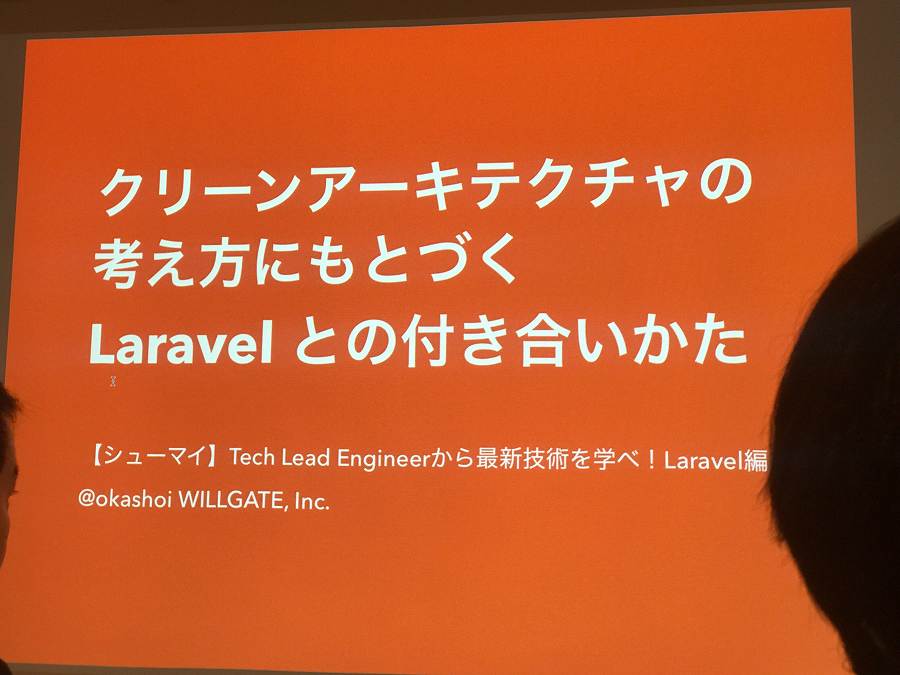 クリーンアーキテクチャの
考え方にもとづく
Laravel との付き合いかた
【シューマイ】Tech Lead Engineerから最新技術を学べ！Laravel編
@okashoi WILLGATE, Inc.